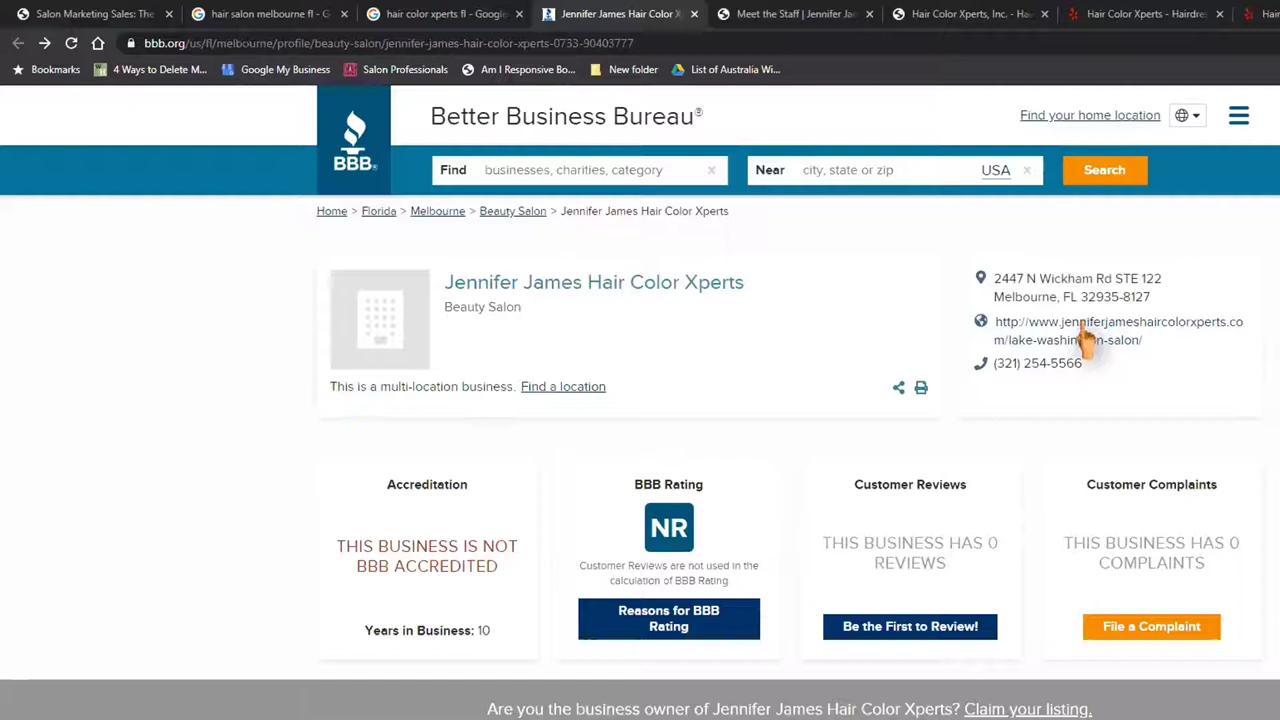 Salon Marketing Sales: The
hair salon melbourne fl - G
hair color xperts fl - Google
Jennifer James Hair Color X
Meet the Staff | Jennifer Ja
Hair Color Xperts, Inc. - Ha
Hair Color Xperts - Hairdres
Hair
bbb.org/us/fl/melbourne/profile/beauty-salon/jennifer-james-hair-color-xperts-0733-90403777
Bookmarks
4 Ways to Delete M...
Google My Business
Salon Professionals
Am I Responsive Bo...
New folder
List of Australia Wi...
BBB
Better Business Bureau®
Find your home location
Find businesses, charities, category
Near city, state or zip USA
Search
Home > Florida > Melbourne > Beauty Salon > Jennifer James Hair Color Xperts
Jennifer James Hair Color Xperts
Beauty Salon
This is a multi-location business. Find a location
2447 N Wickham Rd STE 122
Melbourne, FL 32935-8127
http://www.jenniferjameshaircolorxperts.co
m/lake-washington-salon/
(321) 254-5566
Accreditation
THIS BUSINESS IS NOT
BBB ACCREDITED
Years in Business: 10
BBB Rating
NR
Customer Reviews are not used in the
calculation of BBB Rating
Reasons for BBB
Rating
Customer Reviews
THIS BUSINESS HAS 0
REVIEWS
Be the First to Review!
Customer Complaints
THIS BUSINESS HAS 0
COMPLAINTS
File a Complaint
Are you the business owner of Jennifer James Hair Color Xperts? Claim your listing.